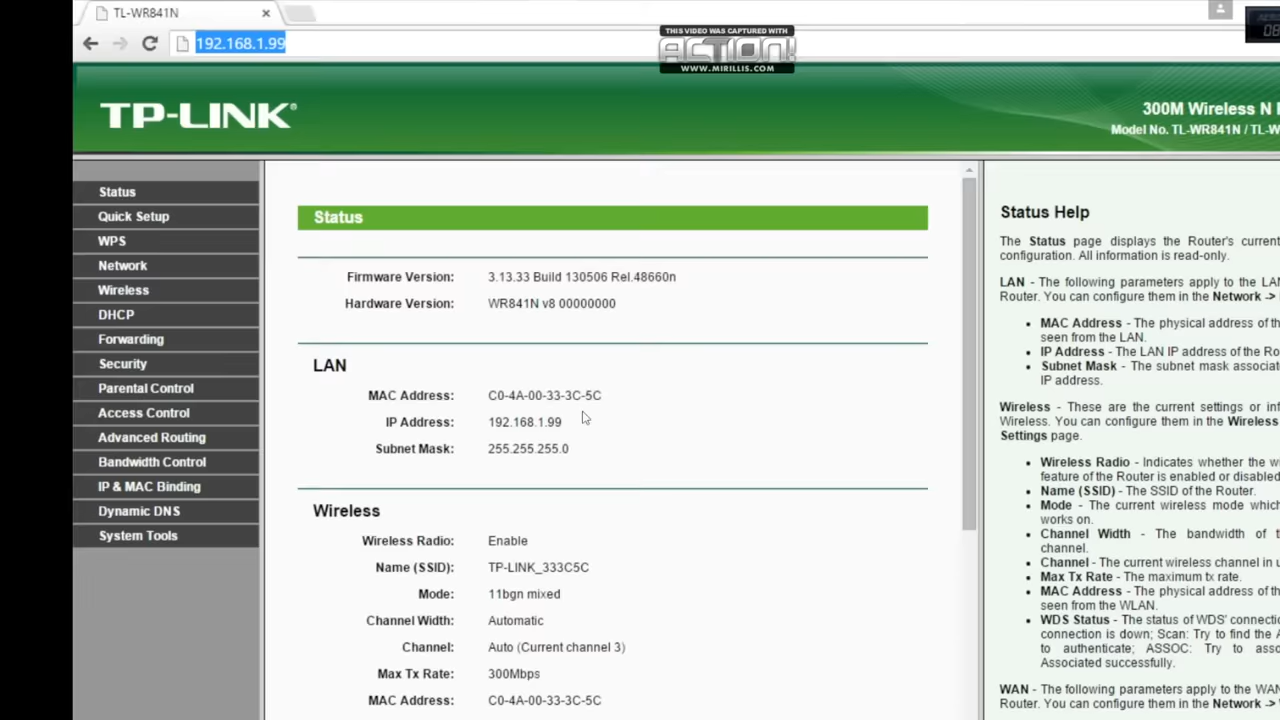 TL-WR841N
192.168.1.99
THIS VIDEO WAS CAPTURED WITH
ACTION!
WWW.MIRILLIS.COM
08
TP-LINK®
300M Wireless N
Model No. TL-WR841N / TL-W
Status
Quick Setup
WPS
Network
Wireless
DHCP
Forwarding
Security
Parental Control
Access Control
Advanced Routing
Bandwidth Control
IP & MAC Binding
Dynamic DNS
System Tools
Status
Firmware Version: 3.13.33 Build 130506 Rel.48660n
Hardware Version: WR841N v8 00000000
LAN
MAC Address: C0-4A-00-33-3C-5C
IP Address: 192.168.1.99
Subnet Mask: 255.255.255.0
Wireless
Wireless Radio: Enable
Name (SSID): TP-LINK_333C5C
Mode: 11bgn mixed
Channel Width: Automatic
Channel: Auto (Current channel 3)
Max Tx Rate: 300Mbps
MAC Address: C0-4A-00-33-3C-5C
Status Help
The Status page displays the Router's current
configuration. All information is read-only.
LAN - The following parameters apply to the LAN
Router. You can configure them in the Network ->
• MAC Address - The physical address of th
seen from the LAN.
• IP Address - The LAN IP address of the Ro
• Subnet Mask - The subnet mask associat
IP address.
Wireless - These are the current settings or inf
Wireless. You can configure them in the Wireless
Settings page.
• Wireless Radio - Indicates whether the wi
feature of the Router is enabled or disabled
• Name (SSID) - The SSID of the Router.
• Mode - The current wireless mode which
works on.
• Channel Width - The bandwidth of t
channel.
• Channel - The current wireless channel in u
• Max Tx Rate - The maximum tx rate.
• MAC Address - The physical address of th
seen from the WLAN.
• WDS Status - The status of WDS' connecti
connection is down; Scan: Try to find the A
to authenticate; ASSOC: Try to asso
Associated successfully.
WAN - The following parameters apply to the WAN
Router. You can configure them in the Network ->